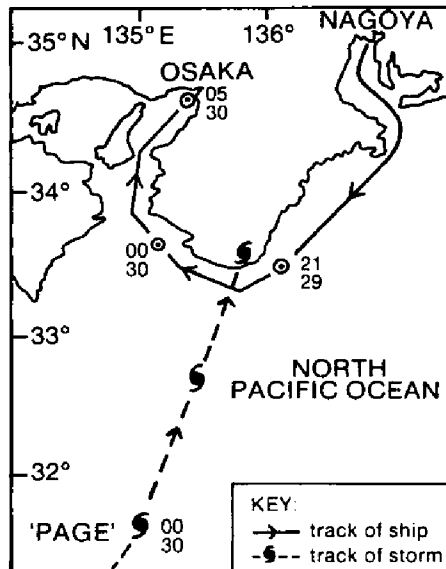 35°N
135°E
136°
NAGOYA
OSAKA
05
30
34°
00
30
21
29
33°
NORTH
PACIFIC OCEAN
32°
'PAGE'
00
30
KEY:
track of ship
track of storm